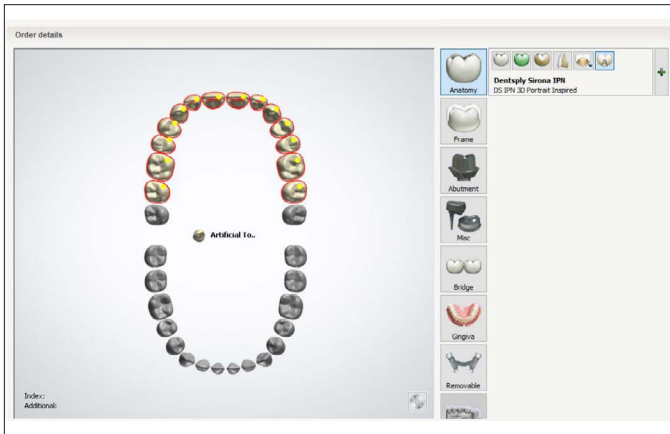 Order details
Artificial To..
Index:
Additional:
Anatomy
Dentsply Sirona IPN
DS IPN 3D Portrait Inspired
Frame
Abutment
Misc
Bridge
Gingiva
Removable